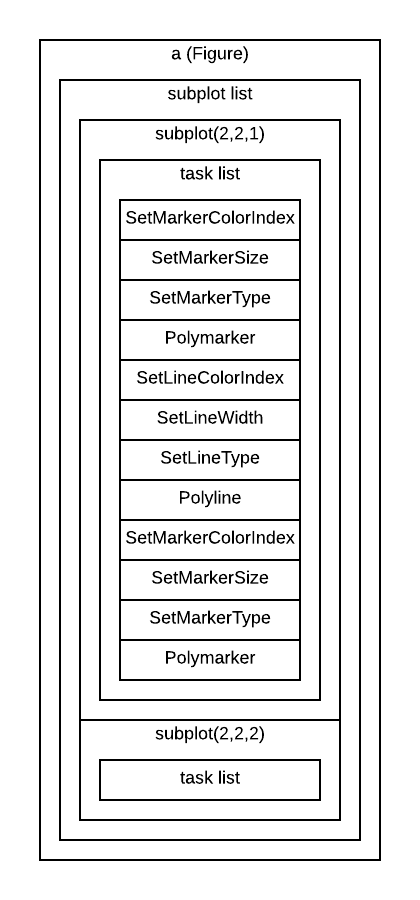 a (Figure)
subplot list
subplot(2,2,1)
task list
SetMarkerColorIndex
SetMarkerSize
SetMarkerType
Polymarker
SetLineColorIndex
SetLineWidth
SetLineType
Polyline
SetMarkerColorIndex
SetMarkerSize
SetMarkerType
Polymarker
subplot(2,2,2)
task list